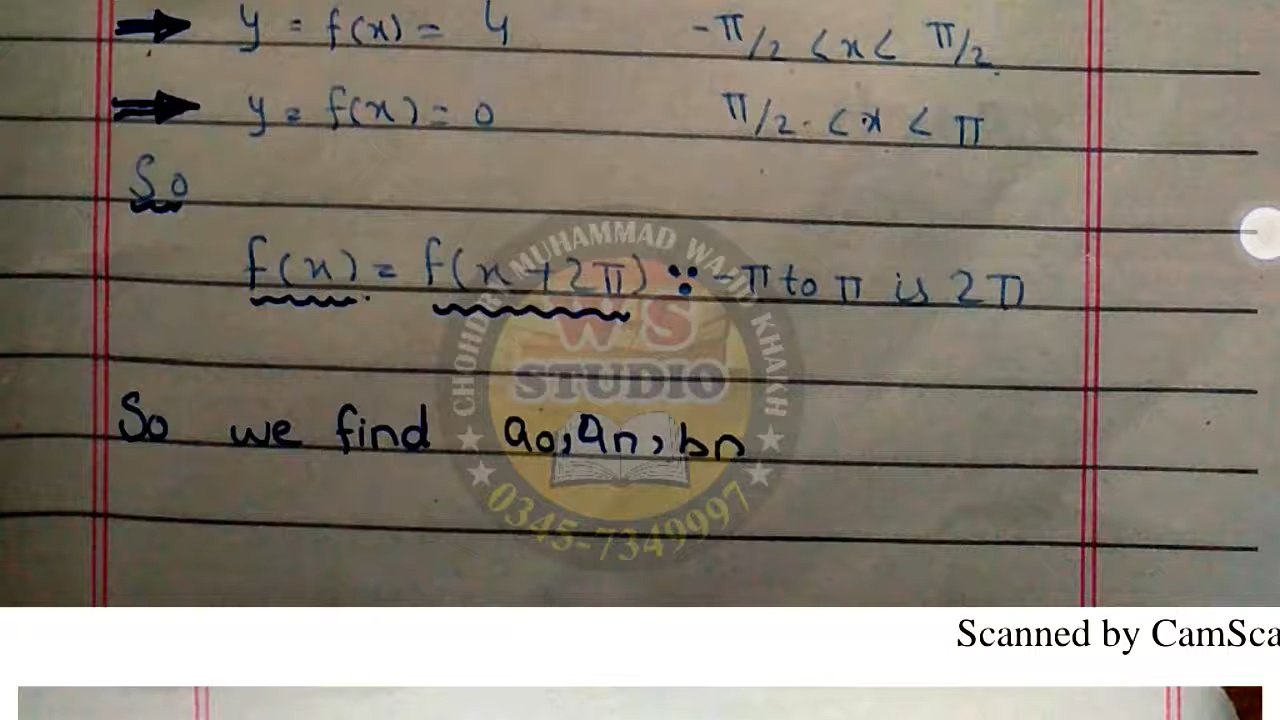 ⇒ y = f(x) = 4 -π/2 < x < π/2
⇒ y = f(x) = 0 π/2 < x < π
So
f(x) = f(x+2π) ∵ -π to π is 2π
So we find a0, an, bn
CHOHDRY MUHAMMAD WAJID KHAKH
WS
STUDIO
0345-7349997
Scanned by CamSca